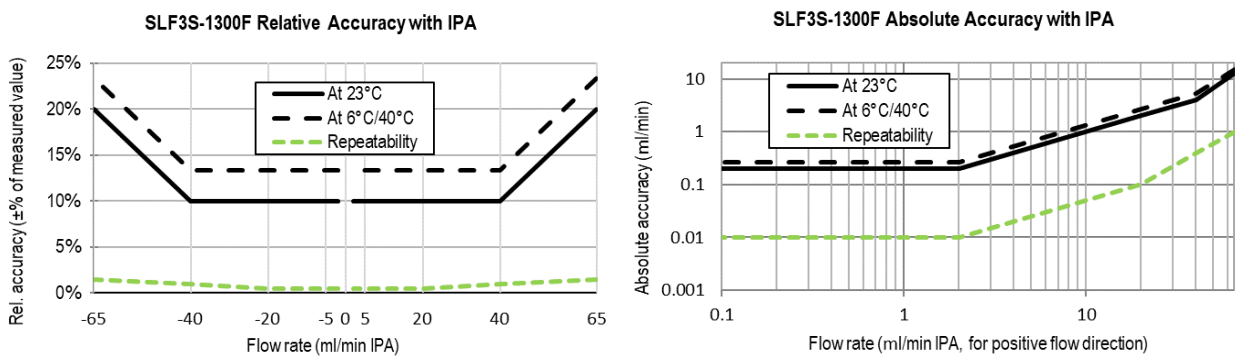 SLF3S-1300F Relative Accuracy with IPA
Rel. accuracy (±% of measured value)
25%
20%
15%
10%
5%
0%
At 23°C
At 6°C/40°C
Repeatability
-65 -40 -20 -5 0 5 20 40 65
Flow rate (ml/min IPA)
SLF3S-1300F Absolute Accuracy with IPA
Absolute accuracy (ml/min)
10
1
0.1
0.01
0.001
At 23°C
At 6°C/40°C
Repeatability
0.1 1 10
Flow rate (ml/min IPA, for positive flow direction)